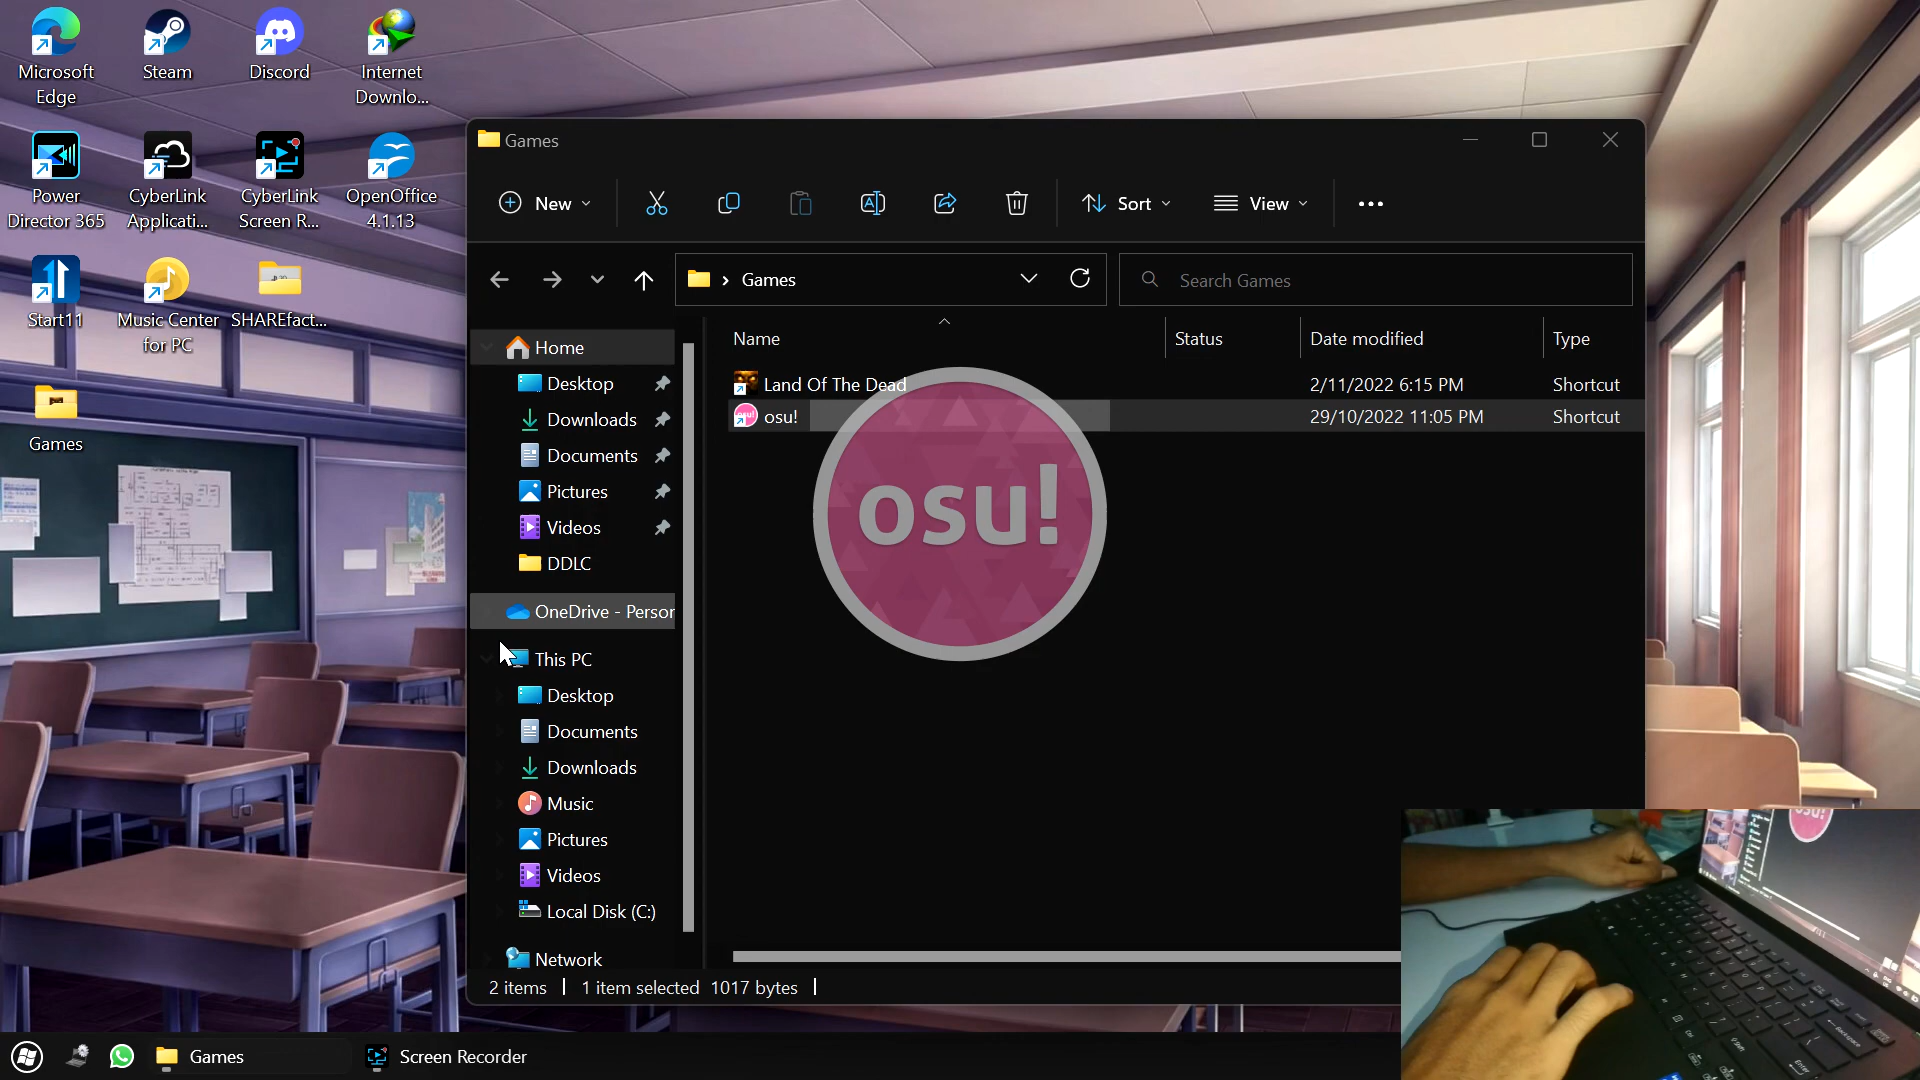 Microsoft
Edge
Steam
Discord
Internet
Downlo...
Power
Director 365
CyberLink
Applicati...
CyberLink
Screen R...
OpenOffice
4.1.13
Start11
Music Center
for PC
SHAREfact...
Games
Games
New
Sort
View
Games
Search Games
Name
Status
Date modified
Type
Land Of The Dead
2/11/2022 6:15 PM
Shortcut
osu!
29/10/2022 11:05 PM
Shortcut
osu!
Home
Desktop
Downloads
Documents
Pictures
Videos
DDLC
OneDrive - Person
This PC
Desktop
Documents
Downloads
Music
Pictures
Videos
Local Disk (C:)
Network
2 items
1 item selected 1017 bytes
Games
Screen Recorder
osu!